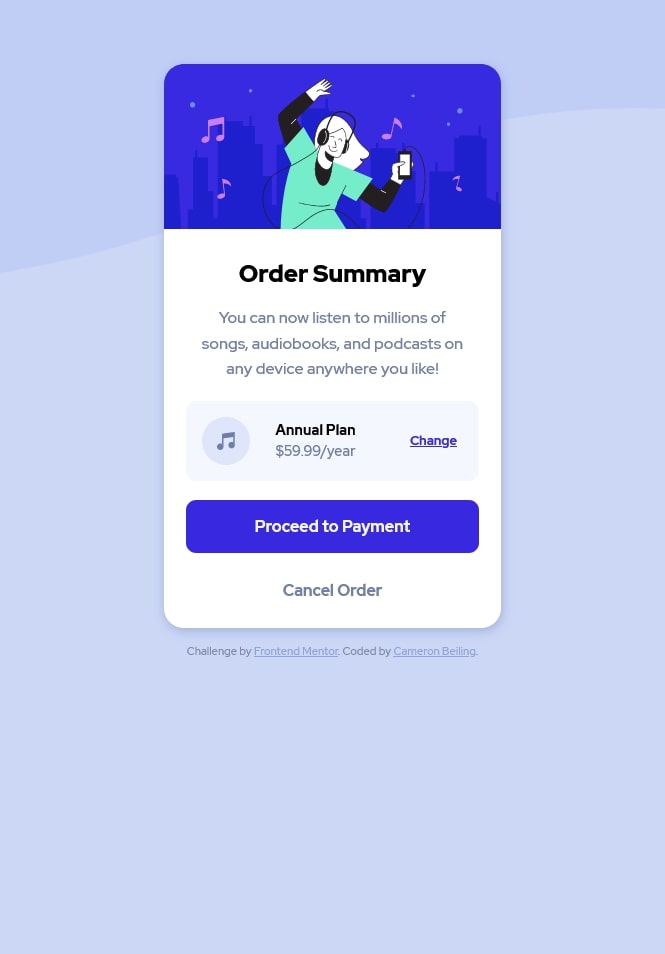 Order Summary
You can now listen to millions of
songs, audiobooks, and podcasts on
any device anywhere you like!
Annual Plan
$59.99/year
Change
Proceed to Payment
Cancel Order
Challenge by Frontend Mentor. Coded by Cameron Beiling.